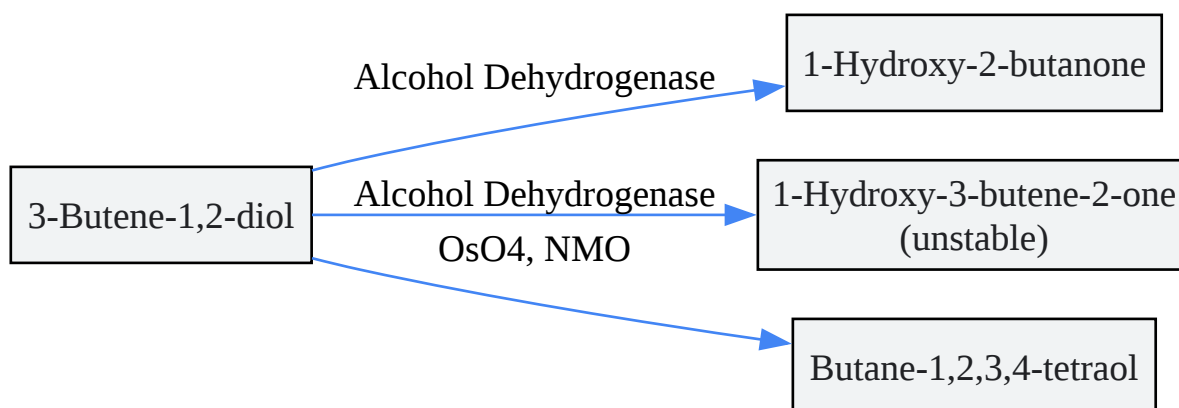 Alcohol Dehydrogenase
1-Hydroxy-2-butanone
3-Butene-1,2-diol
Alcohol Dehydrogenase
1-Hydroxy-3-butene-2-one
(unstable)
OsO4, NMO
Butane-1,2,3,4-tetraol